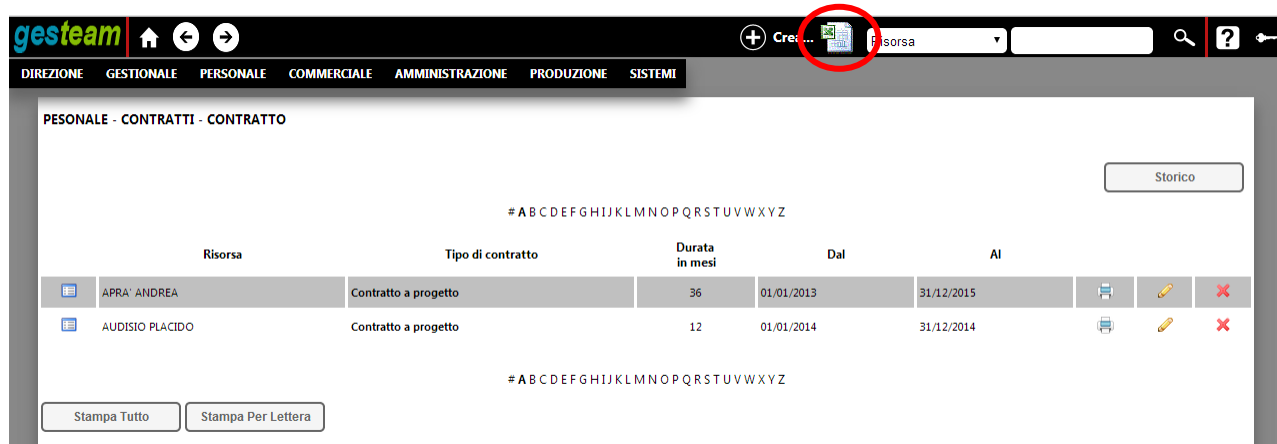 gesteam Crea... Risorsa ?
DIREZIONE GESTIONALE PERSONALE COMMERCIALE AMMINISTRAZIONE PRODUZIONE SISTEMI
PESONALE - CONTRATTI - CONTRATTO
Storico
# A B C D E F G H I J K L M N O P Q R S T U V W X Y Z
Risorsa Tipo di contratto Durata in mesi Dal Al
APRA' ANDREA Contratto a progetto 36 01/01/2013 31/12/2015
AUDISIO PLACIDO Contratto a progetto 12 01/01/2014 31/12/2014
# A B C D E F G H I J K L M N O P Q R S T U V W X Y Z
Stampa Tutto Stampa Per Lettera